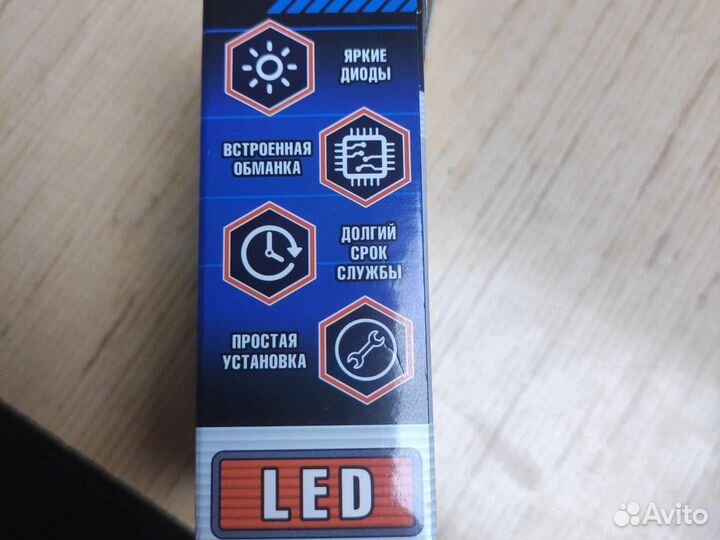 ЯРКИЕ
ДИОДЫ
ВСТРОЕННАЯ
ОБМАНКА
ДОЛГИЙ
СРОК
СЛУЖБЫ
ПРОСТАЯ
УСТАНОВКА
LED
Avito